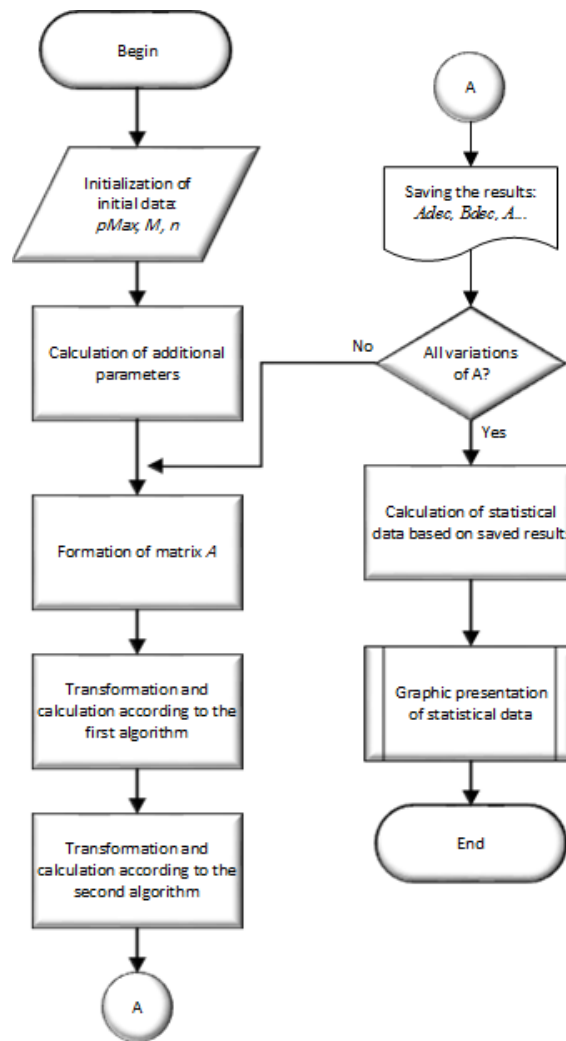 Begin
Initialization of
initial data:
pMax, M, n
Calculation of additional
parameters
Formation of matrix A
Transformation and
calculation according to the
first algorithm
Transformation and
calculation according to the
second algorithm
A
A
Saving the results:
Adec, Bdec, A...
All variations
of A?
No
Yes
Calculation of statistical
data based on saved results
Graphic presentation
of statistical data
End